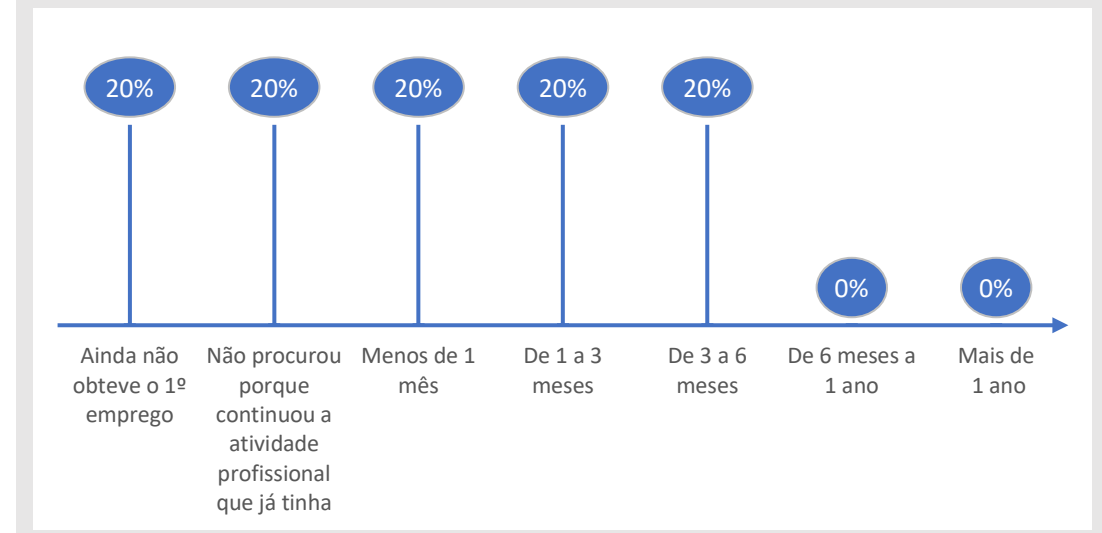 20%
20%
20%
20%
20%
0%
0%
Ainda não
obteve o 1º
emprego
Não procurou
porque
continuou a
atividade
profissional
que já tinha
Menos de 1
mês
De 1 a 3
meses
De 3 a 6
meses
De 6 meses a
1 ano
Mais de
1 ano